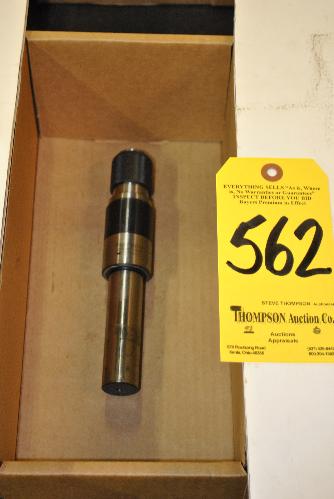 EVERYTHING SELLS "As is, Where
is, No Warranties or Guarantees"
INSPECT BEFORE YOU BID
Buyers Premium in Effect
562
STEVE THOMPSON
THOMPSON Auction Co.
Auctions
Appraisals